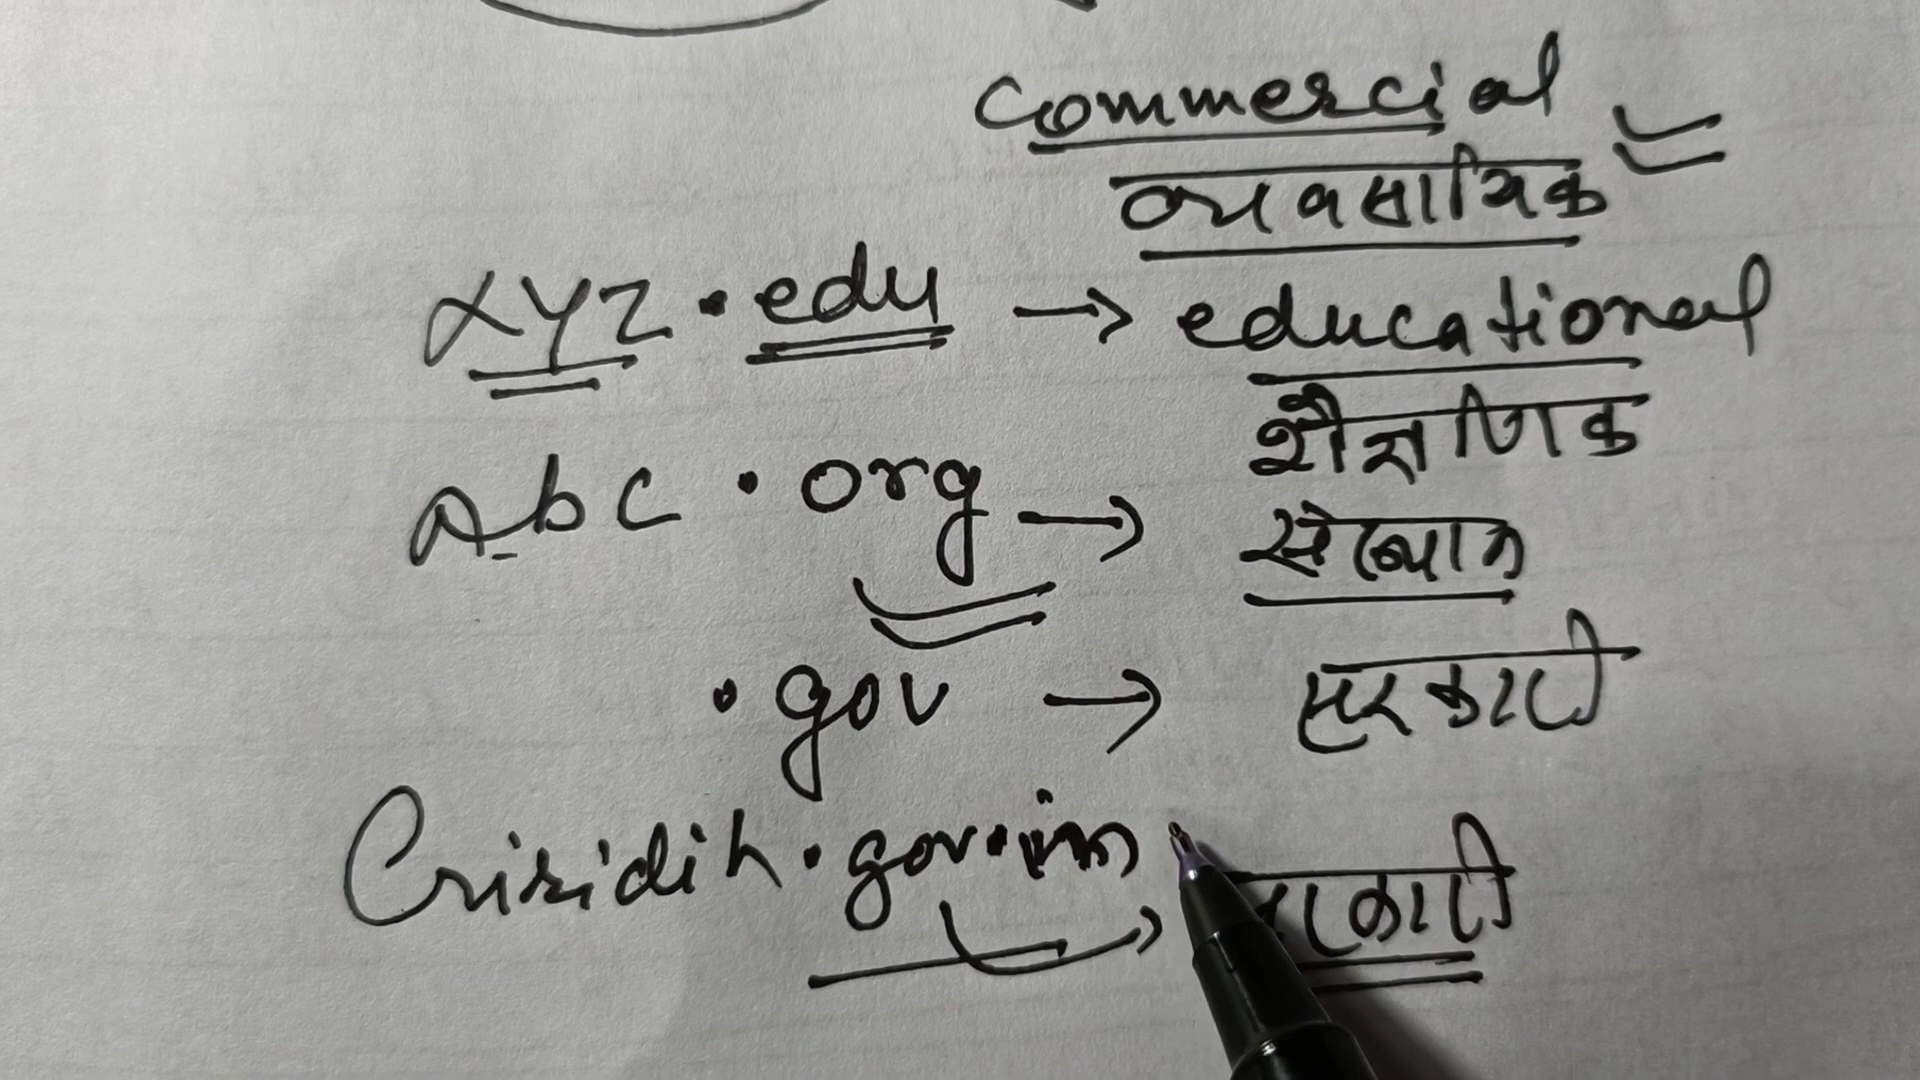 commercial
व्यवसायिक
xyz.edu → educational
शैक्षणिक
abc.org → संस्थान
.gov → सरकारी
Giridih.gov.in